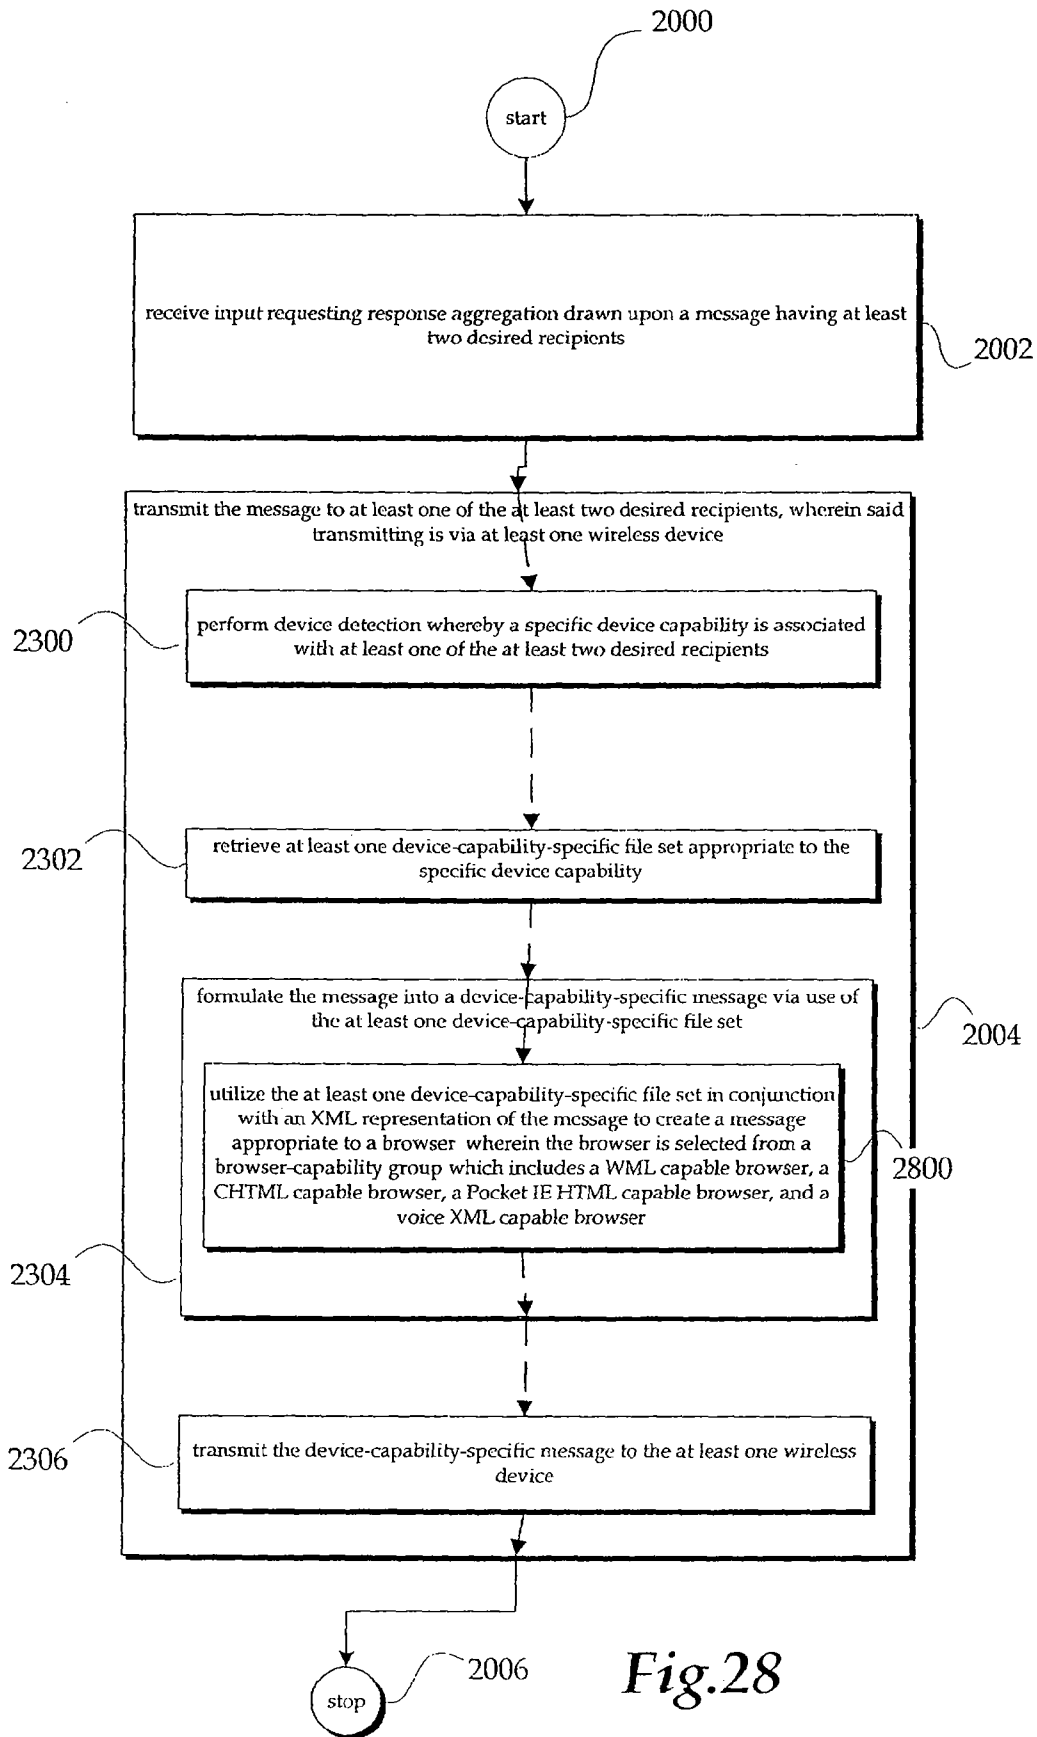 2000
start
receive input requesting response aggregation drawn upon a message having at least
two desired recipients
2002
transmit the message to at least one of the at least two desired recipients, wherein said
transmitting is via at least one wireless device
2300
perform device detection whereby a specific device capability is associated
with at least one of the at least two desired recipients
2302
retrieve at least one device-capability-specific file set appropriate to the
specific device capability
formulate the message into a device-capability-specific message via use of
the at least one device-capability-specific file set
2004
utilize the at least one device-capability-specific file set in conjunction
with an XML representation of the message to create a message
appropriate to a browser wherein the browser is selected from a
browser-capability group which includes a WML capable browser, a
CHTML capable browser, a Pocket IE HTML capable browser, and a
voice XML capable browser
2800
2304
2306
transmit the device-capability-specific message to the at least one wireless
device
2006
stop
Fig.28